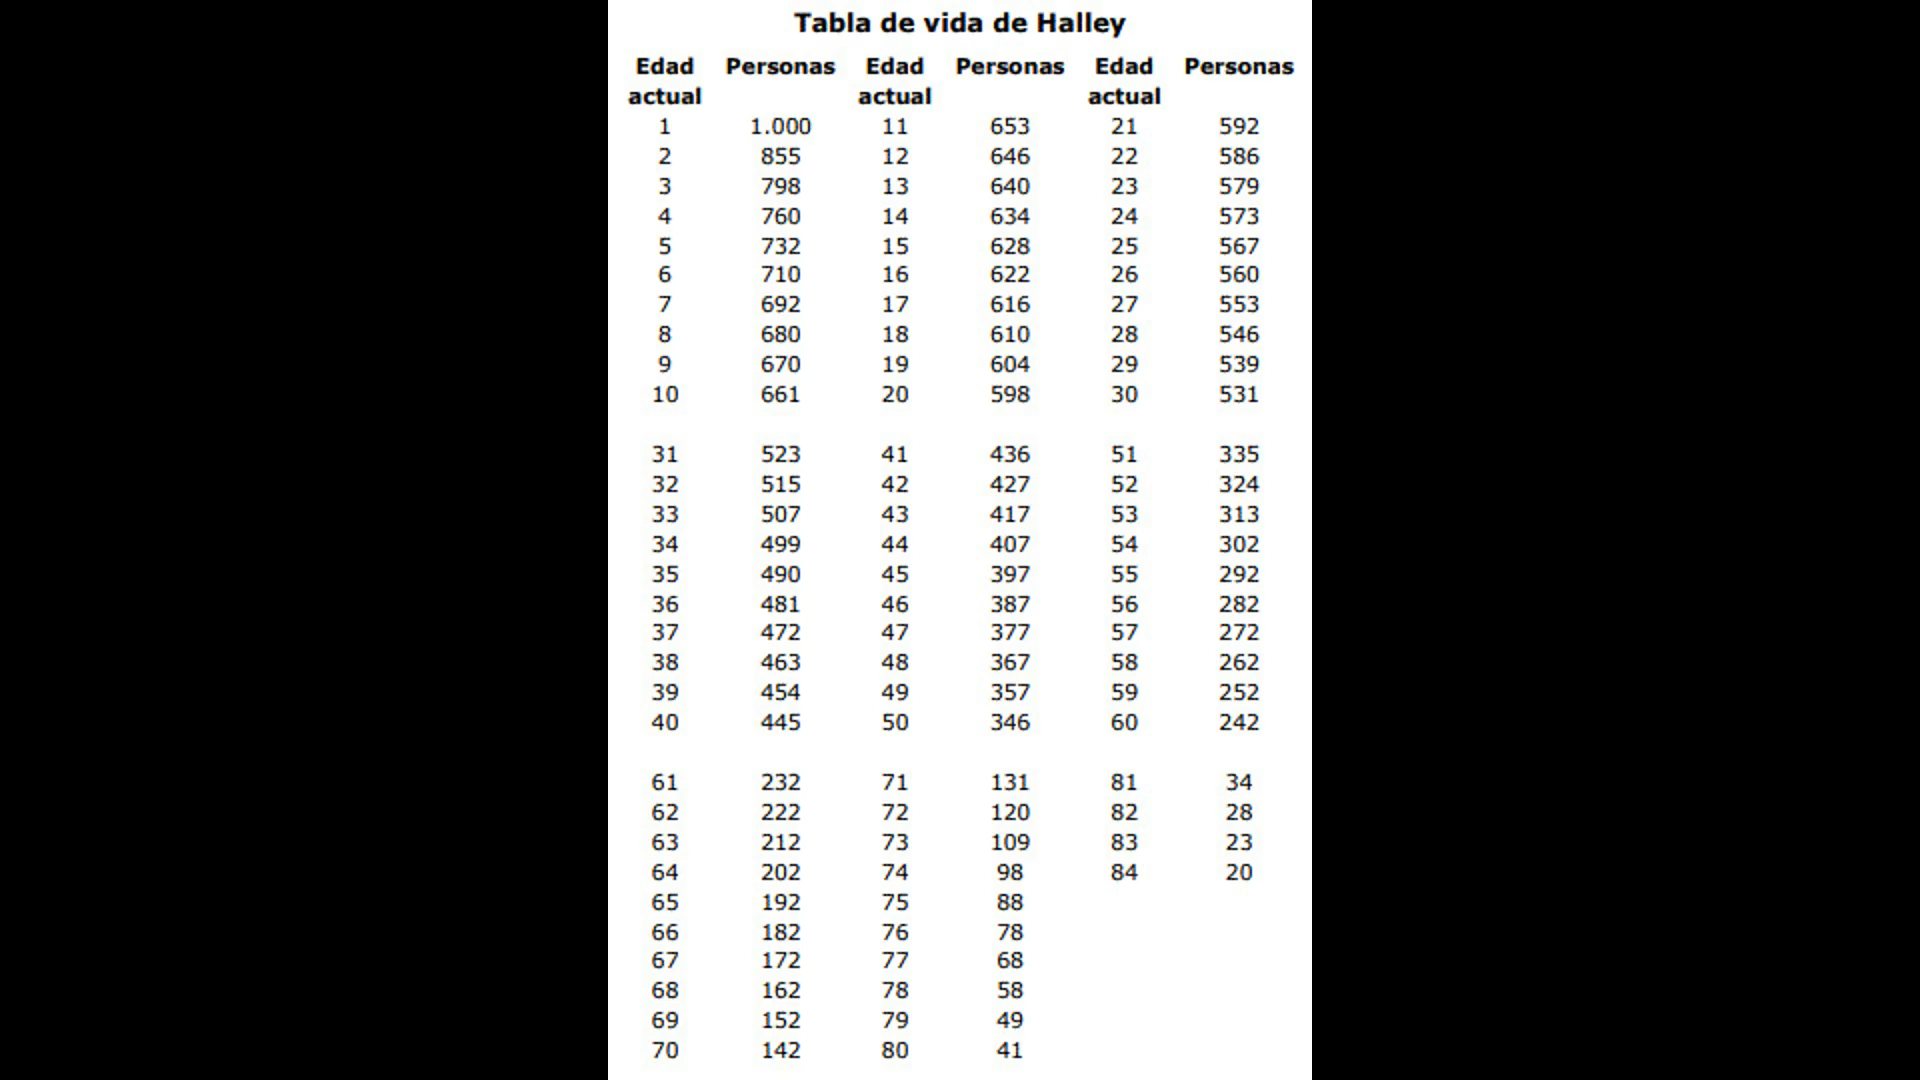 Tabla de vida de Halley
Edad Personas Edad Personas Edad Personas
actual actual actual
1 1.000 11 653 21 592
2 855 12 646 22 586
3 798 13 640 23 579
4 760 14 634 24 573
5 732 15 628 25 567
6 710 16 622 26 560
7 692 17 616 27 553
8 680 18 610 28 546
9 670 19 604 29 539
10 661 20 598 30 531
31 523 41 436 51 335
32 515 42 427 52 324
33 507 43 417 53 313
34 499 44 407 54 302
35 490 45 397 55 292
36 481 46 387 56 282
37 472 47 377 57 272
38 463 48 367 58 262
39 454 49 357 59 252
40 445 50 346 60 242
61 232 71 131 81 34
62 222 72 120 82 28
63 212 73 109 83 23
64 202 74 98 84 20
65 192 75 88
66 182 76 78
67 172 77 68
68 162 78 58
69 152 79 49
70 142 80 41